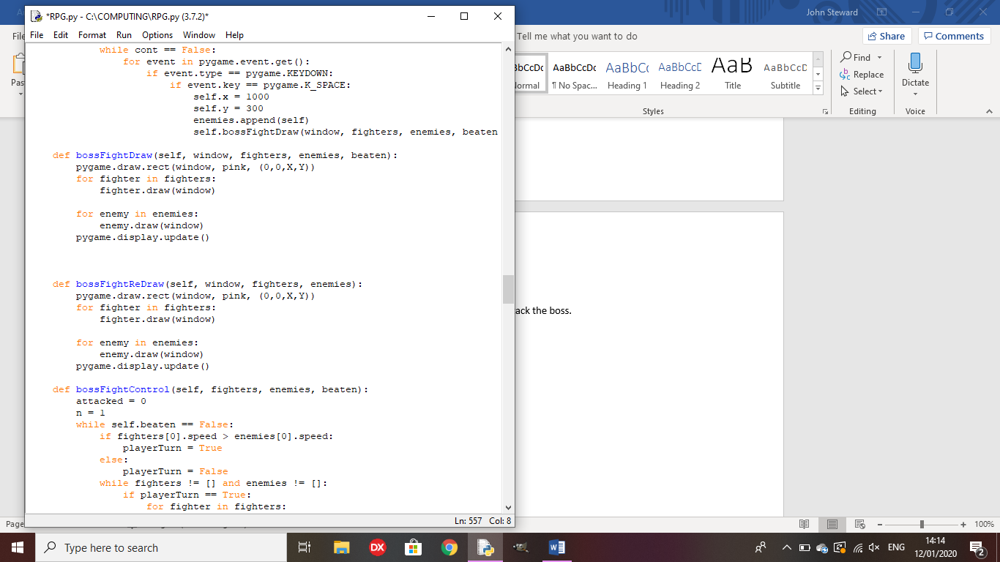 *RPG.py - C:\COMPUTING\RPG.py (3.7.2)*
File Edit Format Run Options Window Help
while cont == False:
for event in pygame.event.get():
if event.type == pygame.KEYDOWN:
if event.key == pygame.K_SPACE:
self.x = 1000
self.y = 300
enemies.append(self)
self.bossFightDraw(window, fighters, enemies, beaten
def bossFightDraw(self, window, fighters, enemies, beaten):
pygame.draw.rect(window, pink, (0,0,X,Y))
for fighter in fighters:
fighter.draw(window)
for enemy in enemies:
enemy.draw(window)
pygame.display.update()
def bossFightReDraw(self, window, fighters, enemies):
pygame.draw.rect(window, pink, (0,0,X,Y))
for fighter in fighters:
fighter.draw(window)
for enemy in enemies:
enemy.draw(window)
pygame.display.update()
def bossFightControl(self, fighters, enemies, beaten):
attacked = 0
n = 1
while self.beaten == False:
if fighters[0].speed > enemies[0].speed:
playerTurn = True
else:
playerTurn = False
while fighters != [] and enemies != []:
if playerTurn == True:
for fighter in fighters:
Ln: 557 Col: 8
John Steward
File
Tell me what you want to do
Share
Comments
Past
AaBbCcDc AaBbCc AaBbCcD AaB AaBbCcD
ormal ¶ No Spac... Heading 1 Heading 2 Title Subtitle
Styles
Find
Replace
Select
Editing
Dictate
Voice
ack the boss.
Page
100%
Type here to search
DX
ENG
14:14
12/01/2020
2